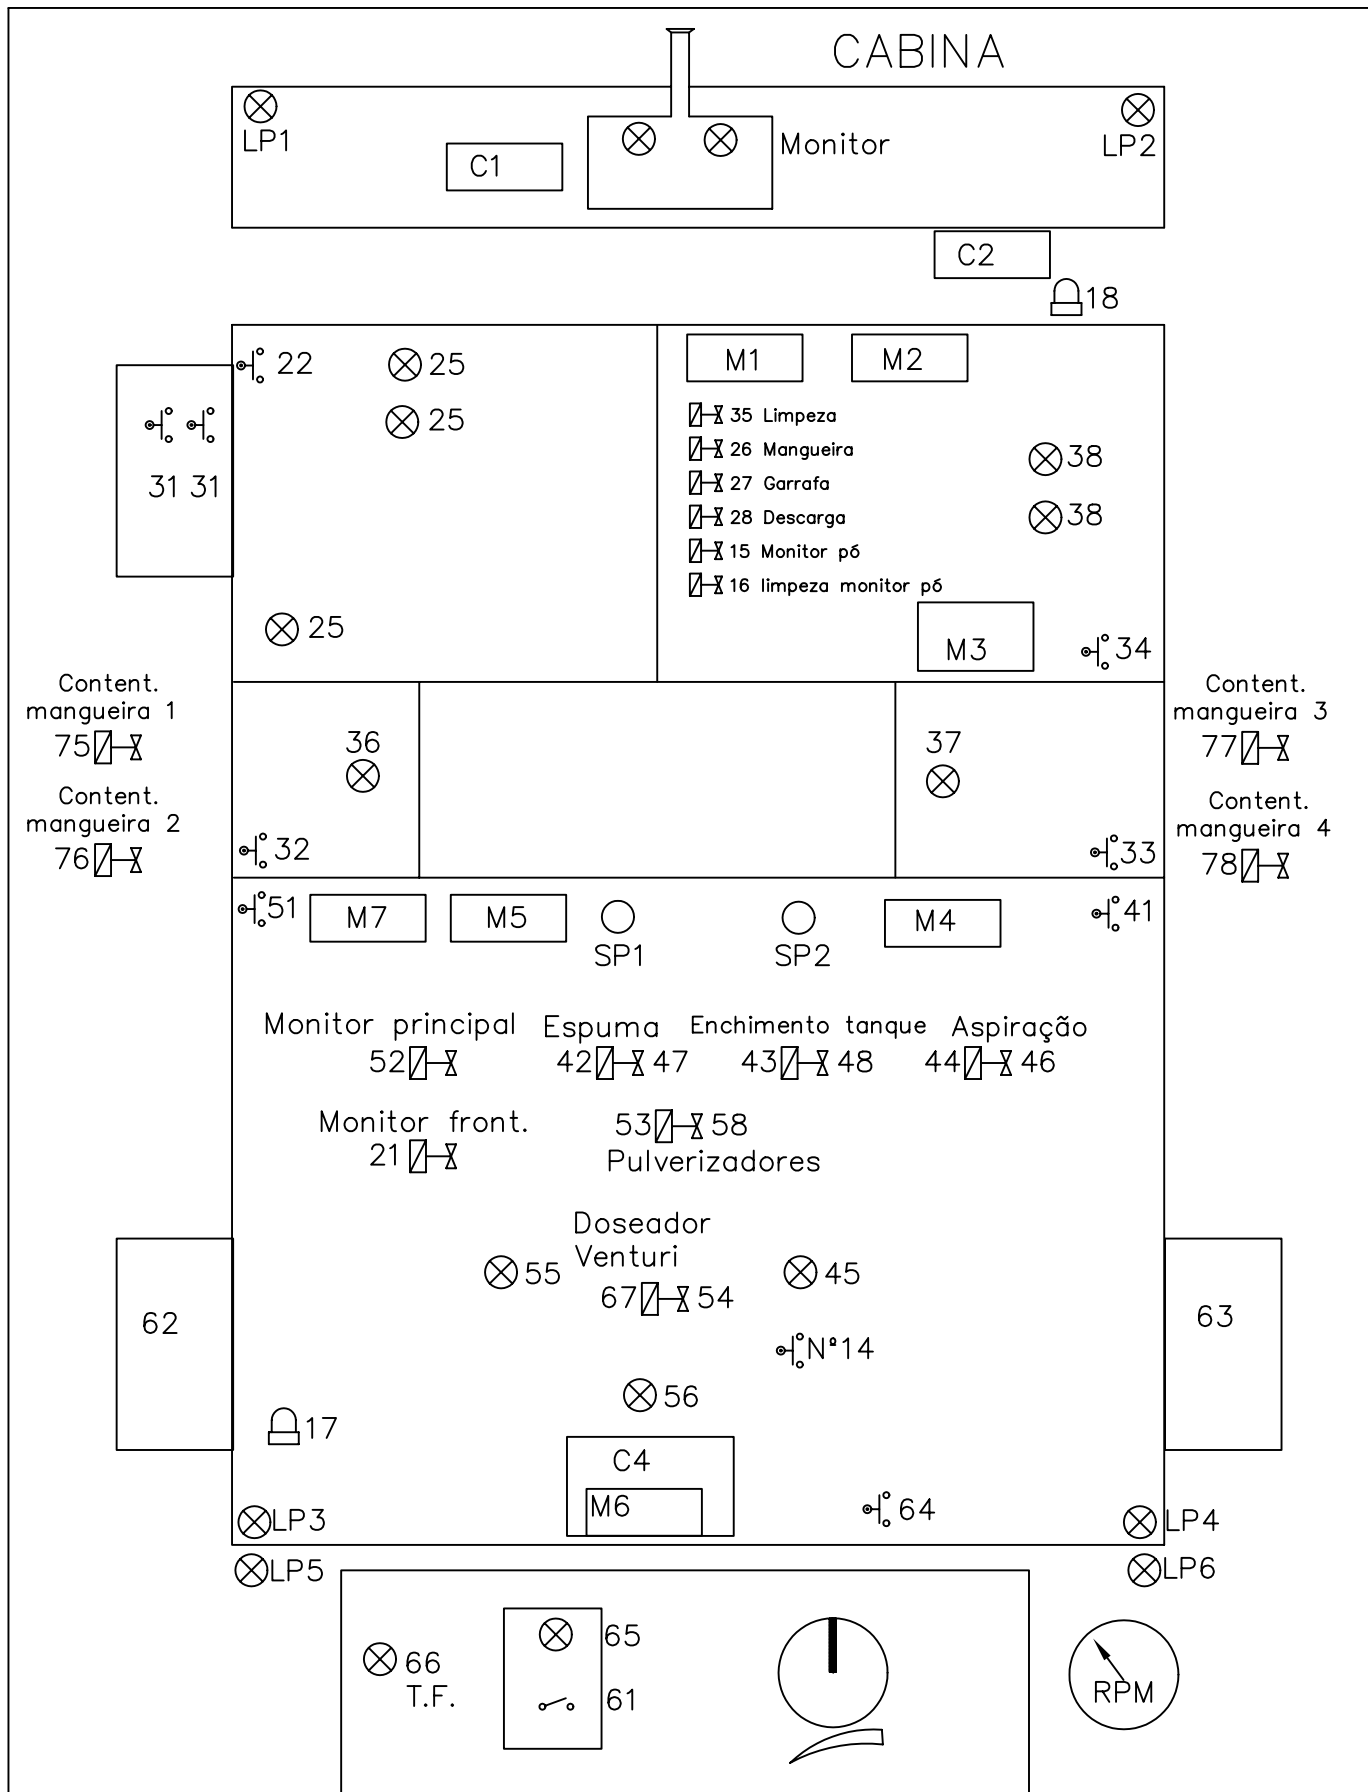 CABINA
LP1
C1
Monitor
LP2
C2
18
22
25
M1
M2
25
35 Limpeza
26 Mangueira
38
31 31
27 Garrafa
28 Descarga
38
15 Monitor pó
16 limpeza monitor pó
25
M3
34
Content.
mangueira 1
75
Content.
mangueira 3
77
36
37
Content.
mangueira 2
76
32
33
Content.
mangueira 4
78
51
M7
M5
SP1
SP2
M4
41
Monitor principal
52
Espuma
42 47
Enchimento tanque
43 48
Aspiração
44 46
Monitor front.
21
53 58
Pulverizadores
Doseador
Venturi
55
67 54
45
62
63
N°14
56
17
C4
M6
64
LP3
LP4
LP5
LP6
66
T.F.
65
61
RPM